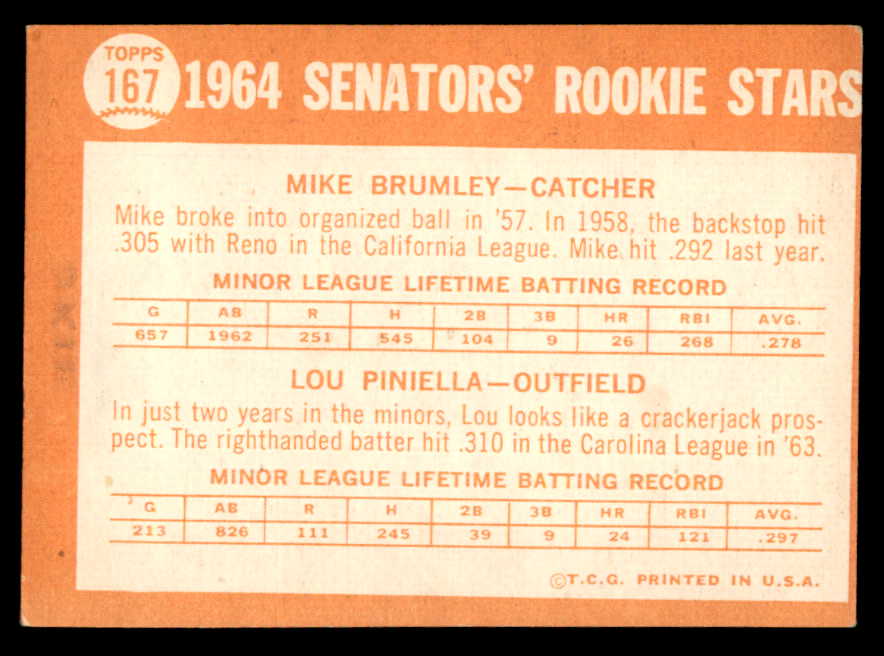 TOPPS
167
1964 SENATORS' ROOKIE STARS
MIKE BRUMLEY—CATCHER
Mike broke into organized ball in '57. In 1958, the backstop hit
.305 with Reno in the California League. Mike hit .292 last year.
MINOR LEAGUE LIFETIME BATTING RECORD
G AB R H 2B 3B HR RBI AVG.
657 1962 251 545 104 9 26 268 .278
LOU PINIELLA—OUTFIELD
In just two years in the minors, Lou looks like a crackerjack pros-
pect. The righthanded batter hit .310 in the Carolina League in '63.
MINOR LEAGUE LIFETIME BATTING RECORD
G AB R H 2B 3B HR RBI AVG.
213 826 111 245 39 9 24 121 .297
©T.C.G. PRINTED IN U.S.A.